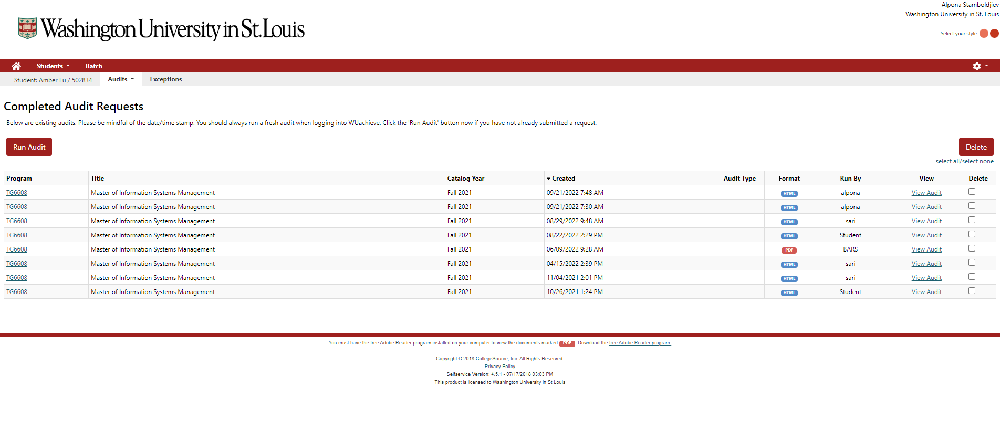 Alpona Stamboldjiev
Washington University in St. Louis
Washington University in St. Louis
Select your style:
Students Batch
Student: Amber Fu / 502834 Audits Exceptions
Completed Audit Requests
Below are existing audits. Please be mindful of the date/time stamp. You should always run a fresh audit when logging into WUachieve. Click the 'Run Audit' button now if you have not already submitted a request.
Run Audit Delete
select all/select none
Program Title Catalog Year Created Audit Type Format Run By View Delete
TG6608 Master of Information Systems Management Fall 2021 09/21/2022 7:48 AM HTML alpona View Audit
TG6608 Master of Information Systems Management Fall 2021 09/21/2022 7:30 AM HTML alpona View Audit
TG6608 Master of Information Systems Management Fall 2021 08/29/2022 9:48 AM HTML sari View Audit
TG6608 Master of Information Systems Management Fall 2021 08/22/2022 2:29 PM HTML Student View Audit
TG6608 Master of Information Systems Management Fall 2021 06/09/2022 9:28 AM PDF BARS View Audit
TG6608 Master of Information Systems Management Fall 2021 04/15/2022 2:39 PM HTML sari View Audit
TG6608 Master of Information Systems Management Fall 2021 11/04/2021 2:01 PM HTML sari View Audit
TG6608 Master of Information Systems Management Fall 2021 10/26/2021 1:24 PM HTML Student View Audit
You must have the free Adobe Reader program installed on your computer to view the documents marked PDF. Download the free Adobe Reader program.
Copyright © 2018 CollegeSource, Inc. All Rights Reserved.
Privacy Policy
Selfservice Version: 4.5.1 - 07/17/2018 03:03 PM
This product is licensed to Washington University in St Louis